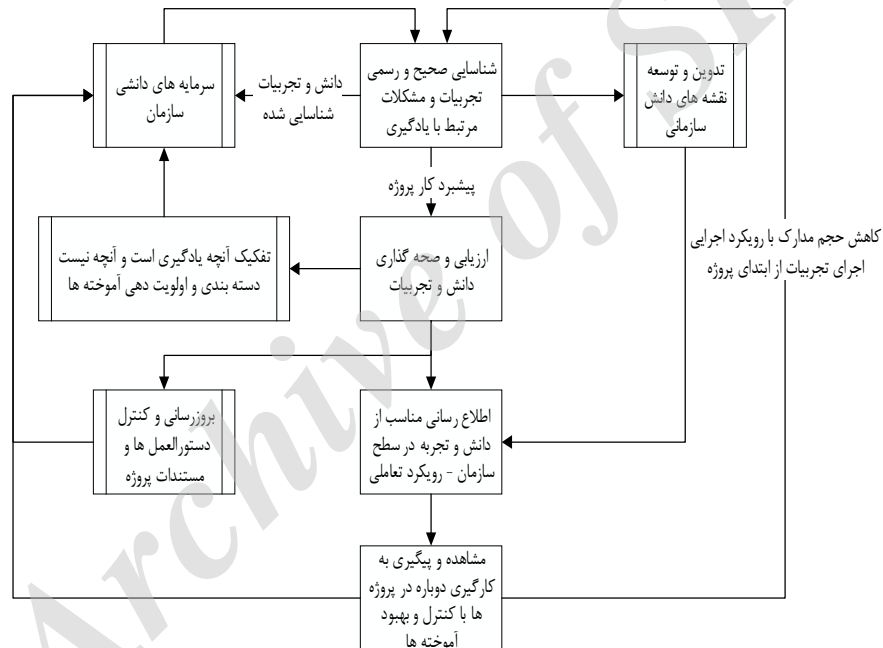 شناسایی صحیح و رسمی
تجربیات و مشکلات
مرتبط با یادگیری
تدوین و توسعه
نقشه های دانش
سازمانی
دانش و تجربیات
شناسایی شده
سرمایه های دانشی
سازمان
پیشبرد کار پروژه
کاهش حجم مدارک با رویکرد اجرایی
اجرای تجربیات از ابتدای پروژه
ارزیابی و صحه گذاری
دانش و تجربیات
تفکیک آنچه یادگیری است و آنچه نیست
دسته بندی و اولویت دهی آموخته ها
اطلاع رسانی مناسب از
دانش و تجربه در سطح
سازمان - رویکرد تعاملی
بروزرسانی و کنترل
دستورالعمل ها و
مستندات پروژه
مشاهده و پیگیری به
کارگیری دوباره در پروژه
ها با کنترل و بهبود
آموخته ها
Archive of